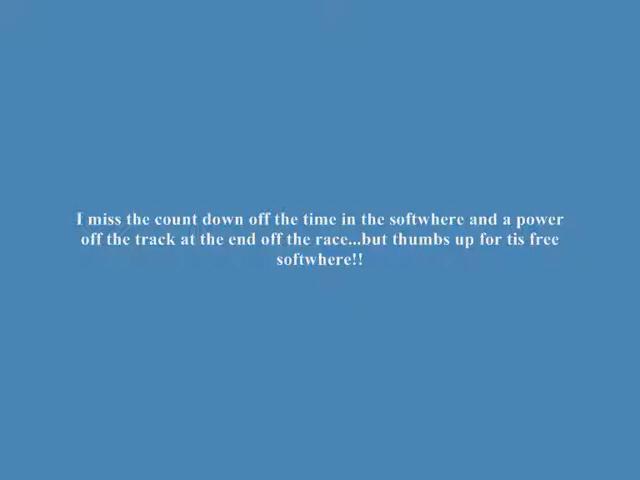 I miss the count down off the time in the softwhere and a power
off the track at the end off the race...but thumbs up for tis free
softwhere!!